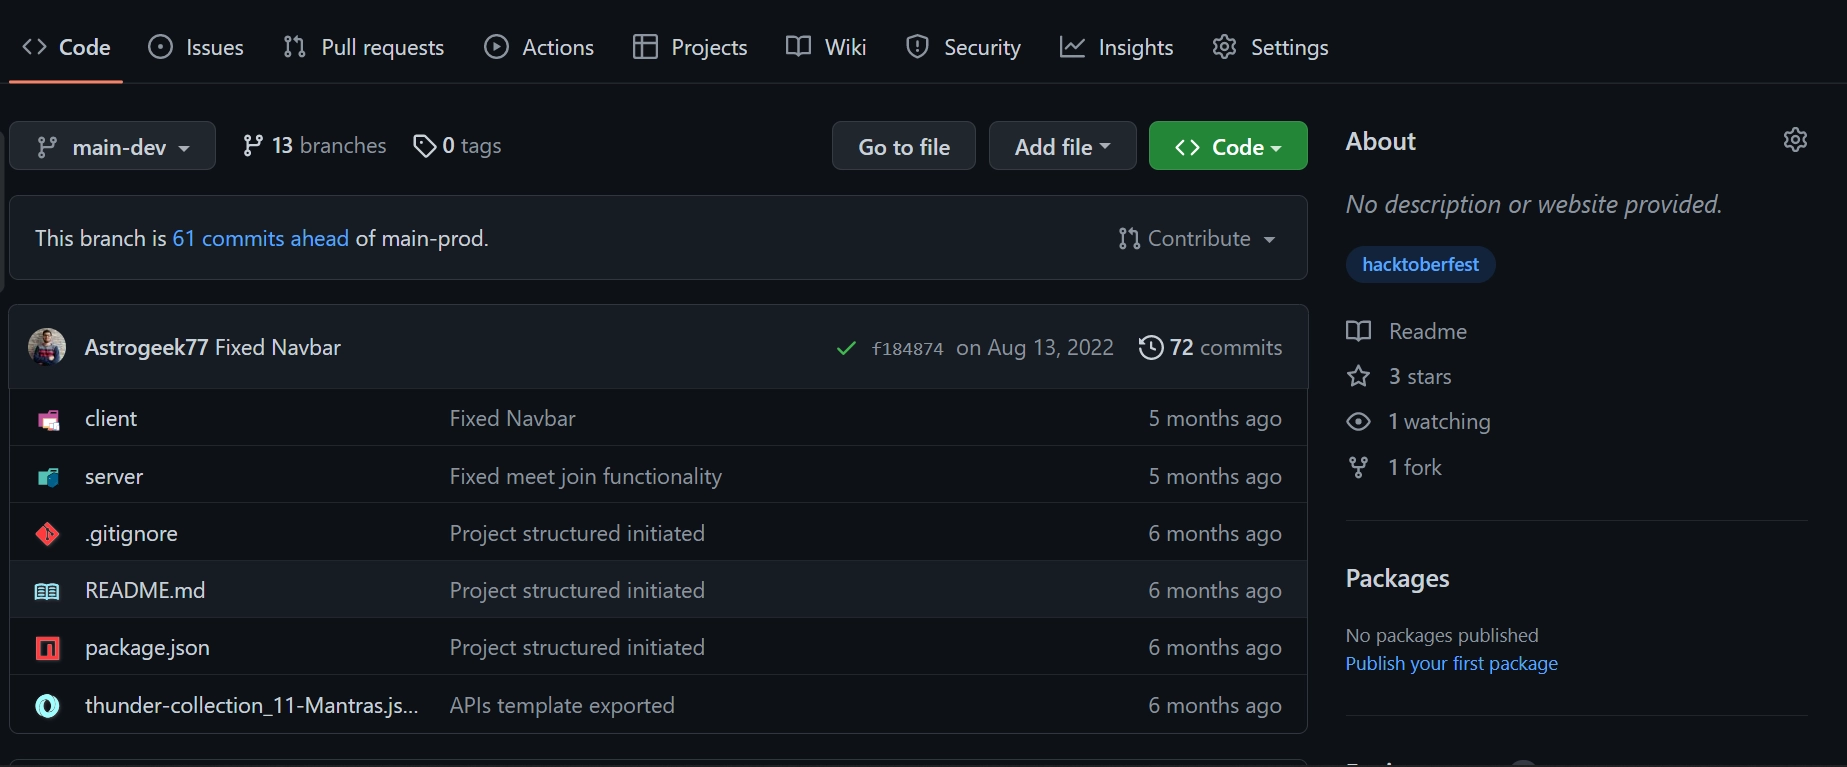 Code Issues Pull requests Actions Projects Wiki Security Insights Settings
main-dev 13 branches 0 tags Go to file Add file Code
This branch is 61 commits ahead of main-prod. Contribute
Astrogeek77 Fixed Navbar f184874 on Aug 13, 2022 72 commits
client Fixed Navbar 5 months ago
server Fixed meet join functionality 5 months ago
.gitignore Project structured initiated 6 months ago
README.md Project structured initiated 6 months ago
package.json Project structured initiated 6 months ago
thunder-collection_11-Mantras.js... APIs template exported 6 months ago
About
No description or website provided.
hacktoberfest
Readme
3 stars
1 watching
1 fork
Packages
No packages published
Publish your first package